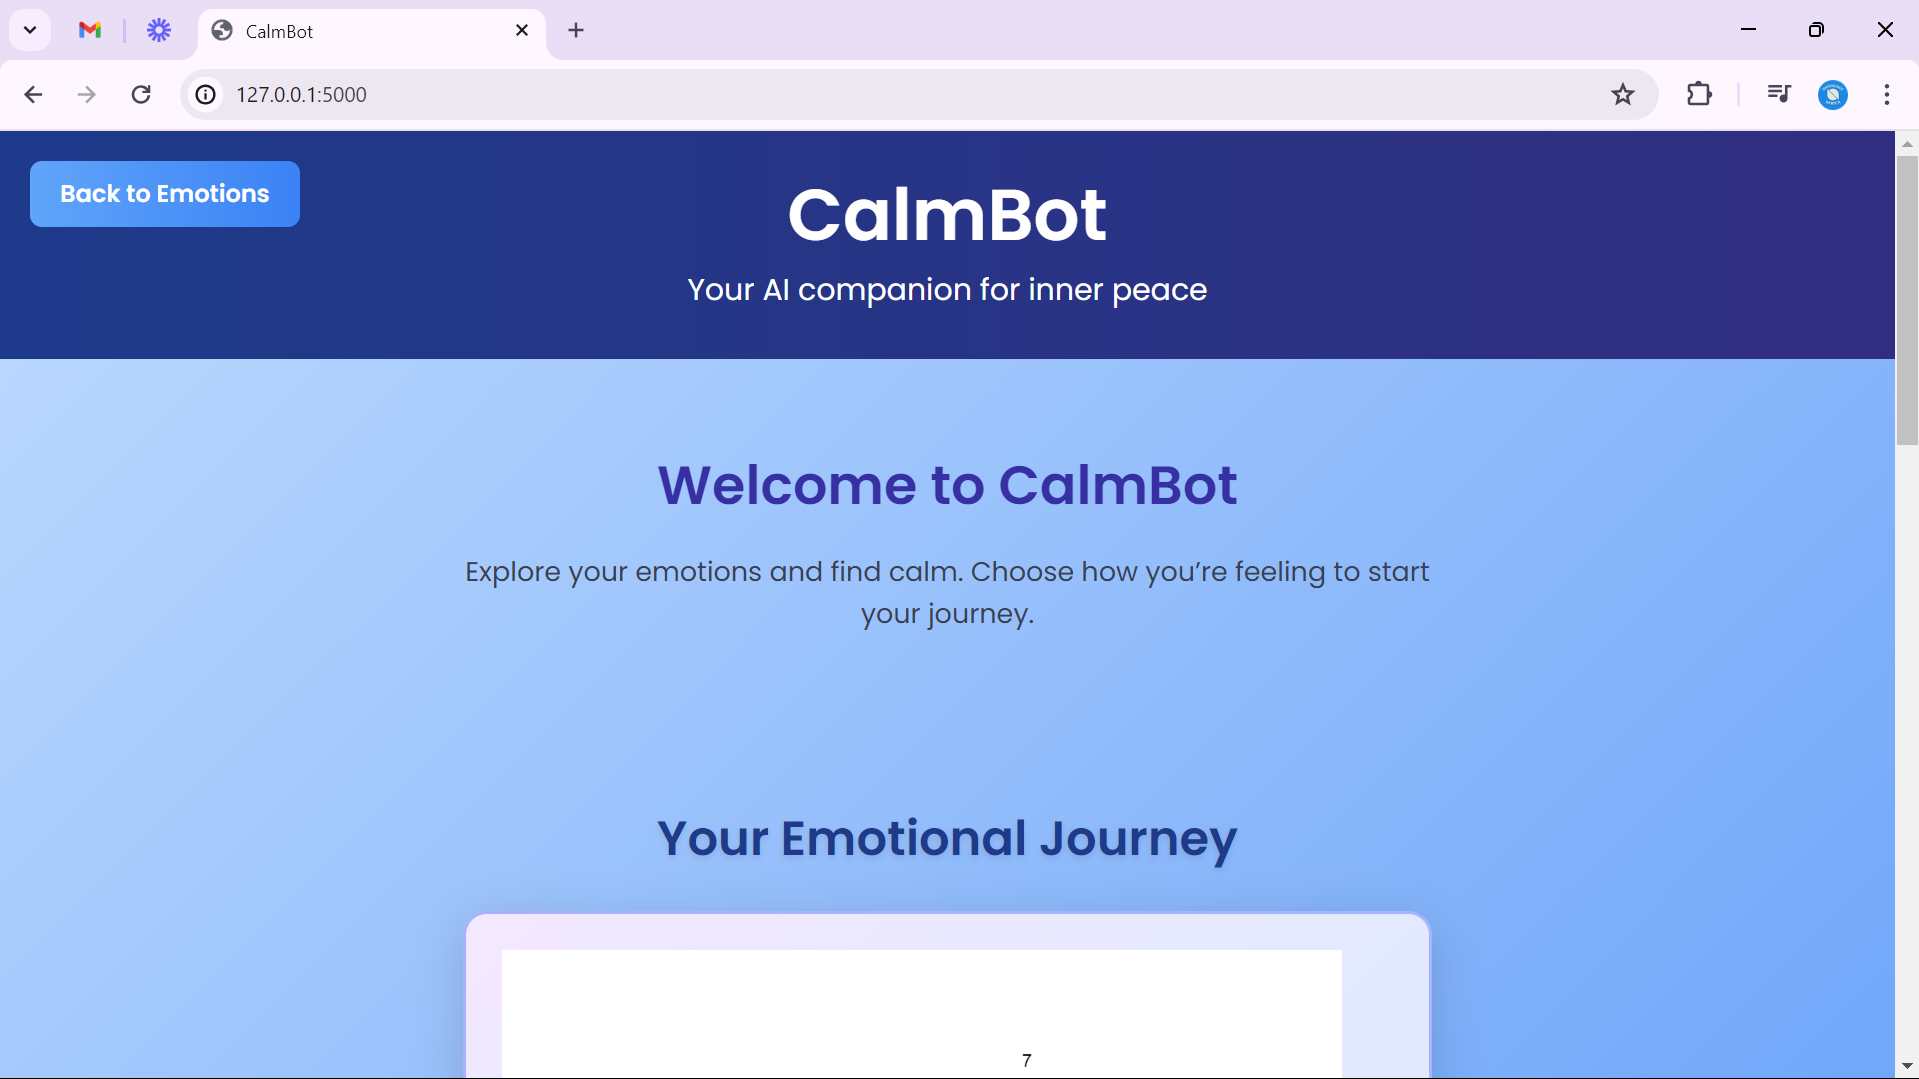 CalmBot
127.0.0.1:5000
Back to Emotions
CalmBot
Your AI companion for inner peace
Welcome to CalmBot
Explore your emotions and find calm. Choose how you’re feeling to start
your journey.
Your Emotional Journey
7